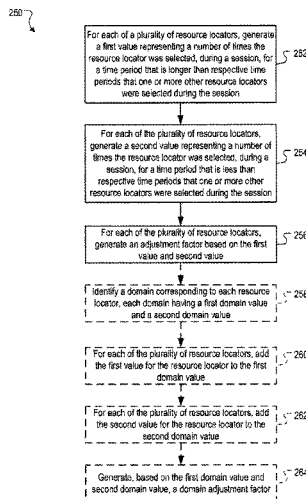 250
For each of a plurality of resource locators, generate
a first value representing a number of times the
resource locator was selected, during a session, for
a time period that is longer than respective time
periods that one or more other resource locators
were selected during the session
252
For each of the plurality of resource locators,
generate a second value representing a number of
times the resource locator was selected, during a
session, for a time period that is less than
respective time periods that one or more other
resource locators were selected during the session
254
For each of the plurality of resource locators,
generate an adjustment factor based on the first
value and second value
256
Identify a domain corresponding to each resource
locator, each domain having a first domain value
and a second domain value
258
For each of the plurality of resource locators, add
the first value for the resource locator to the first
domain value
260
For each of the plurality of resource locators, add
the second value for the resource locator to the
second domain value
262
Generate, based on the first domain value and
second domain value, a domain adjustment factor
264